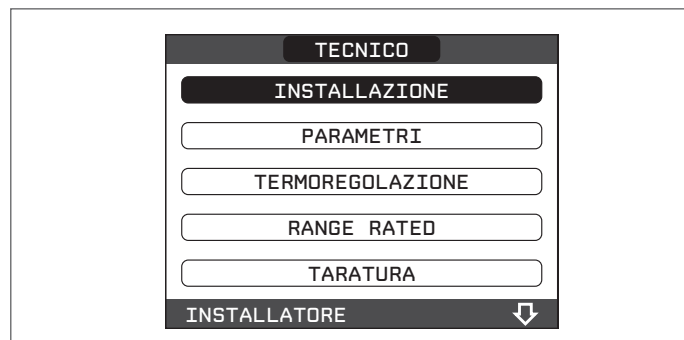 TECNICO
INSTALLAZIONE
PARAMETRI
TERMOREGOLAZIONE
RANGE RATED
TARATURA
INSTALLATORE